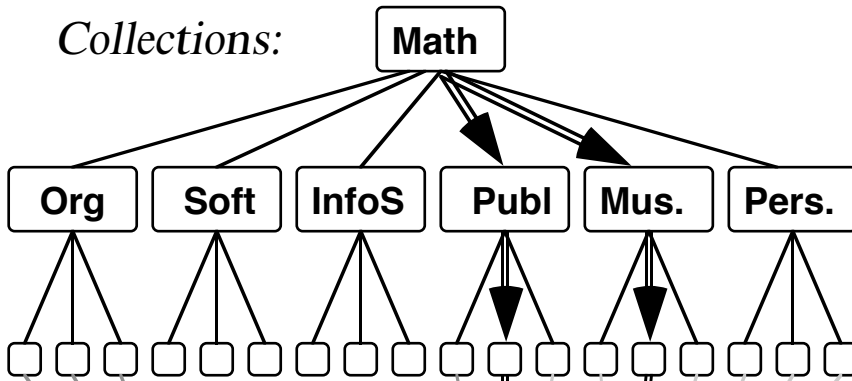 Collections:
Math
Org
Soft
InfoS
Publ
Mus.
Pers.